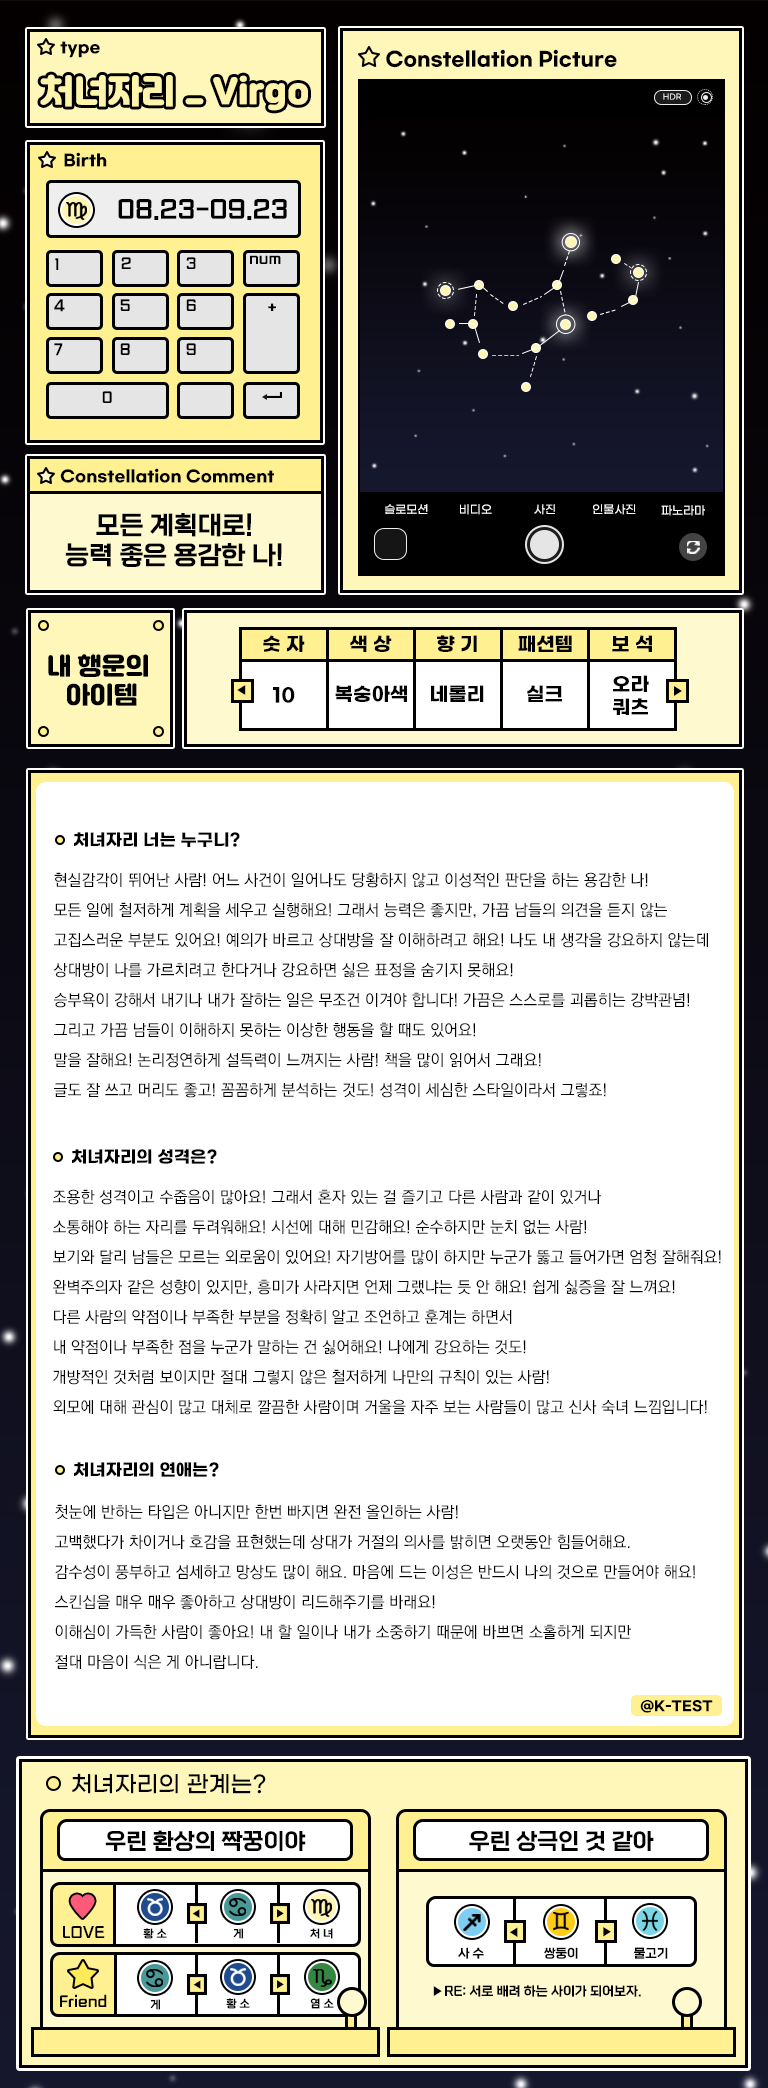 type
처녀자리 - Virgo
Birth
08.23-09.23
1
2
3
num
4
5
6
+
7
8
9
0
Constellation Comment
모든 계획대로!
능력 좋은 용감한 나!
Constellation Picture
HDR
슬로모션 비디오 사진 인물사진 파노라마
내 행운의
아이템
숫 자 색 상 향 기 패션템 보 석
10 복숭아색 네롤리 실크 오라
쿼츠
처녀자리 너는 누구니?
현실감각이 뛰어난 사람! 어느 사건이 일어나도 당황하지 않고 이성적인 판단을 하는 용감한 나!
모든 일에 철저하게 계획을 세우고 실행해요! 그래서 능력은 좋지만, 가끔 남들의 의견을 듣지 않는
고집스러운 부분도 있어요! 예의가 바르고 상대방을 잘 이해하려고 해요! 나도 내 생각을 강요하지 않는데
상대방이 나를 가르치려고 한다거나 강요하면 싫은 표정을 숨기지 못해요!
승부욕이 강해서 내기나 내가 잘하는 일은 무조건 이겨야 합니다! 가끔은 스스로를 괴롭히는 강박관념!
그리고 가끔 남들이 이해하지 못하는 이상한 행동을 할 때도 있어요!
말을 잘해요! 논리정연하게 설득력이 느껴지는 사람! 책을 많이 읽어서 그래요!
글도 잘 쓰고 머리도 좋고! 꼼꼼하게 분석하는 것도! 성격이 세심한 스타일이라서 그렇죠!
처녀자리의 성격은?
조용한 성격이고 수줍음이 많아요! 그래서 혼자 있는 걸 즐기고 다른 사람과 같이 있거나
소통해야 하는 자리를 두려워해요! 시선에 대해 민감해요! 순수하지만 눈치 없는 사람!
보기와 달리 남들은 모르는 외로움이 있어요! 자기방어를 많이 하지만 누군가 뚫고 들어가면 엄청 잘해줘요!
완벽주의자 같은 성향이 있지만, 흥미가 사라지면 언제 그랬냐는 듯 안 해요! 쉽게 싫증을 잘 느껴요!
다른 사람의 약점이나 부족한 부분을 정확히 알고 조언하고 훈계는 하면서
내 약점이나 부족한 점을 누군가 말하는 건 싫어해요! 나에게 강요하는 것도!
개방적인 것처럼 보이지만 절대 그렇지 않은 철저하게 나만의 규칙이 있는 사람!
외모에 대해 관심이 많고 대체로 깔끔한 사람이며 거울을 자주 보는 사람들이 많고 신사 숙녀 느낌입니다!
처녀자리의 연애는?
첫눈에 반하는 타입은 아니지만 한번 빠지면 완전 올인하는 사람!
고백했다가 차이거나 호감을 표현했는데 상대가 거절의 의사를 밝히면 오랫동안 힘들어해요.
감수성이 풍부하고 섬세하고 망상도 많이 해요. 마음에 드는 이성은 반드시 나의 것으로 만들어야 해요!
스킨십을 매우 매우 좋아하고 상대방이 리드해주기를 바래요!
이해심이 가득한 사람이 좋아요! 내 할 일이나 내가 소중하기 때문에 바쁘면 소홀하게 되지만
절대 마음이 식은 게 아니랍니다.
@K-TEST
처녀자리의 관계는?
우린 환상의 짝꿍이야
LOVE
황 소 게 처 녀
Friend
게 황 소 염 소
우린 상극인 것 같아
사 수 쌍둥이 물고기
▶RE: 서로 배려 하는 사이가 되어보자.